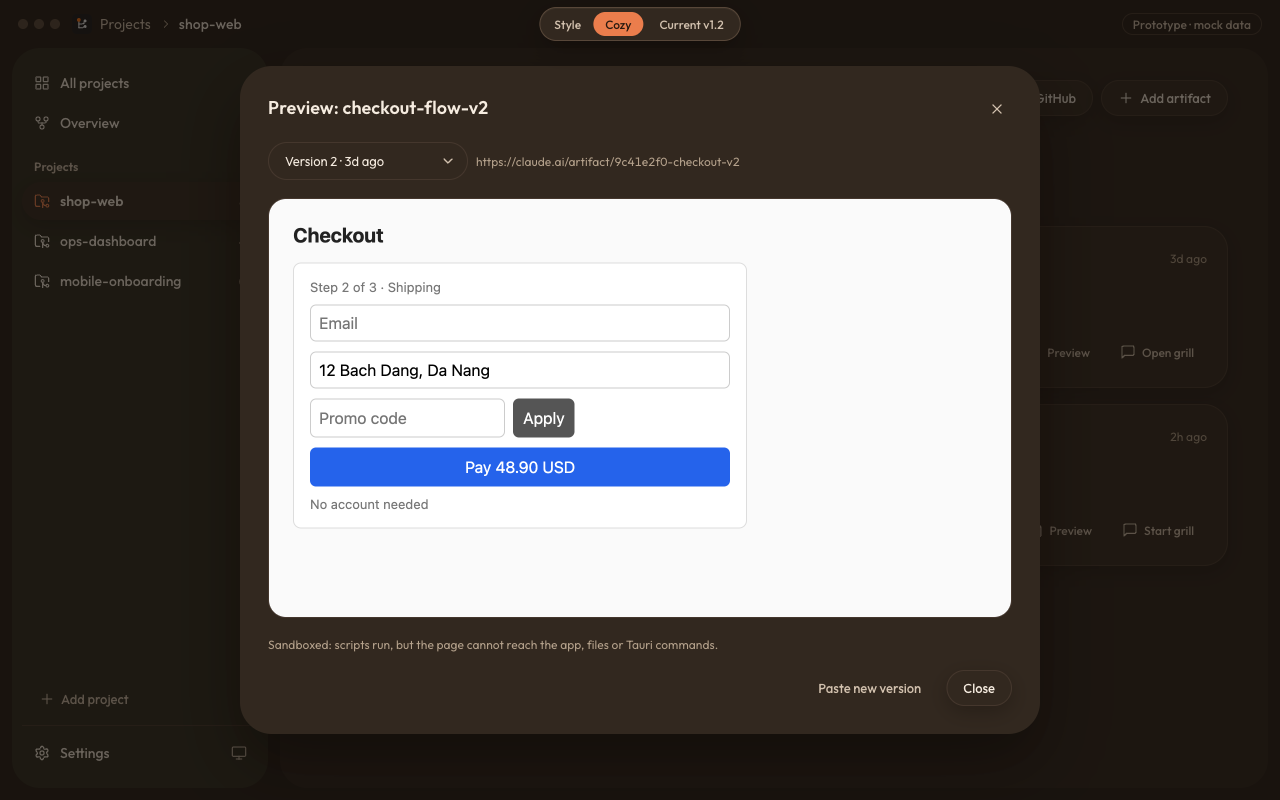 Projects > shop-web
Style Cozy Current v1.2
Prototype · mock data
All projects
Overview
Projects
shop-web
ops-dashboard
mobile-onboarding
Add project
Settings
GitHub
+ Add artifact
3d ago
Preview Open grill
2h ago
Preview Start grill
Preview: checkout-flow-v2
Version 2 · 3d ago
https://claude.ai/artifact/9c41e2f0-checkout-v2
Checkout
Step 2 of 3 · Shipping
Email
12 Bach Dang, Da Nang
Promo code Apply
Pay 48.90 USD
No account needed
Sandboxed: scripts run, but the page cannot reach the app, files or Tauri commands.
Paste new version Close